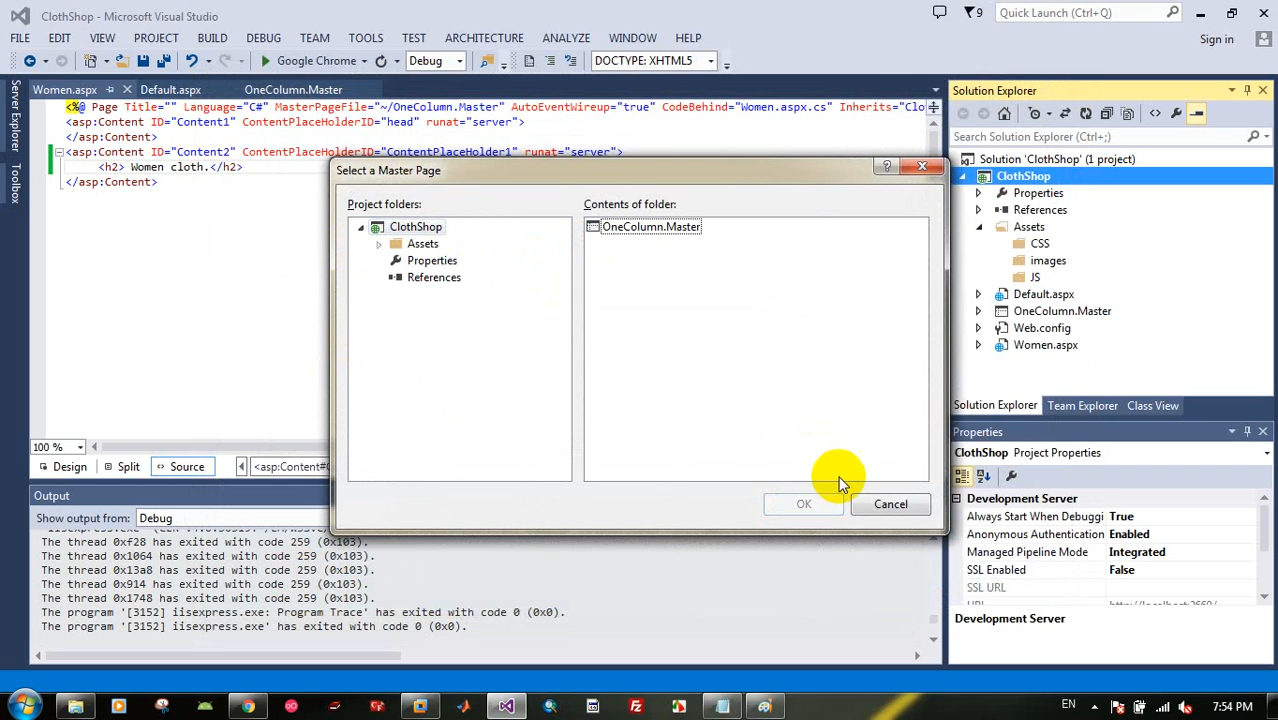 ClothShop - Microsoft Visual Studio
9
Quick Launch (Ctrl+Q)
FILE EDIT VIEW PROJECT BUILD DEBUG TEAM TOOLS TEST ARCHITECTURE ANALYZE WINDOW HELP
Sign in
Google Chrome
Debug
DOCTYPE: XHTML5
Server Explorer
Toolbox
Women.aspx
Default.aspx
OneColumn.Master
<%@ Page Title="" Language="C#" MasterPageFile="~/OneColumn.Master" AutoEventWireup="true" CodeBehind="Women.aspx.cs" Inherits="Clo
<asp:Content ID="Content1" ContentPlaceHolderID="head" runat="server">
</asp:Content>
<asp:Content ID="Content2" ContentPlaceHolderID="ContentPlaceHolder1" runat="server">
<h2> Women cloth.</h2>
</asp:Content>
100 %
Design
Split
Source
<asp:Content#C
Select a Master Page
Project folders:
Contents of folder:
ClothShop
Assets
Properties
References
OneColumn.Master
OK
Cancel
Output
Show output from: Debug
The thread 0xf28 has exited with code 259 (0x103).
The thread 0x1064 has exited with code 259 (0x103).
The thread 0x13a8 has exited with code 259 (0x103).
The thread 0x914 has exited with code 259 (0x103).
The thread 0x1748 has exited with code 259 (0x103).
The program '[3152] iisexpress.exe: Program Trace' has exited with code 0 (0x0).
The program '[3152] iisexpress.exe' has exited with code 0 (0x0).
Solution Explorer
Search Solution Explorer (Ctrl+;)
Solution 'ClothShop' (1 project)
ClothShop
Properties
References
Assets
CSS
images
JS
Default.aspx
OneColumn.Master
Web.config
Women.aspx
Solution Explorer
Team Explorer
Class View
Properties
ClothShop Project Properties
Development Server
Always Start When Debuggi True
Anonymous Authentication Enabled
Managed Pipeline Mode Integrated
SSL Enabled False
SSL URL
Development Server
EN
7:54 PM